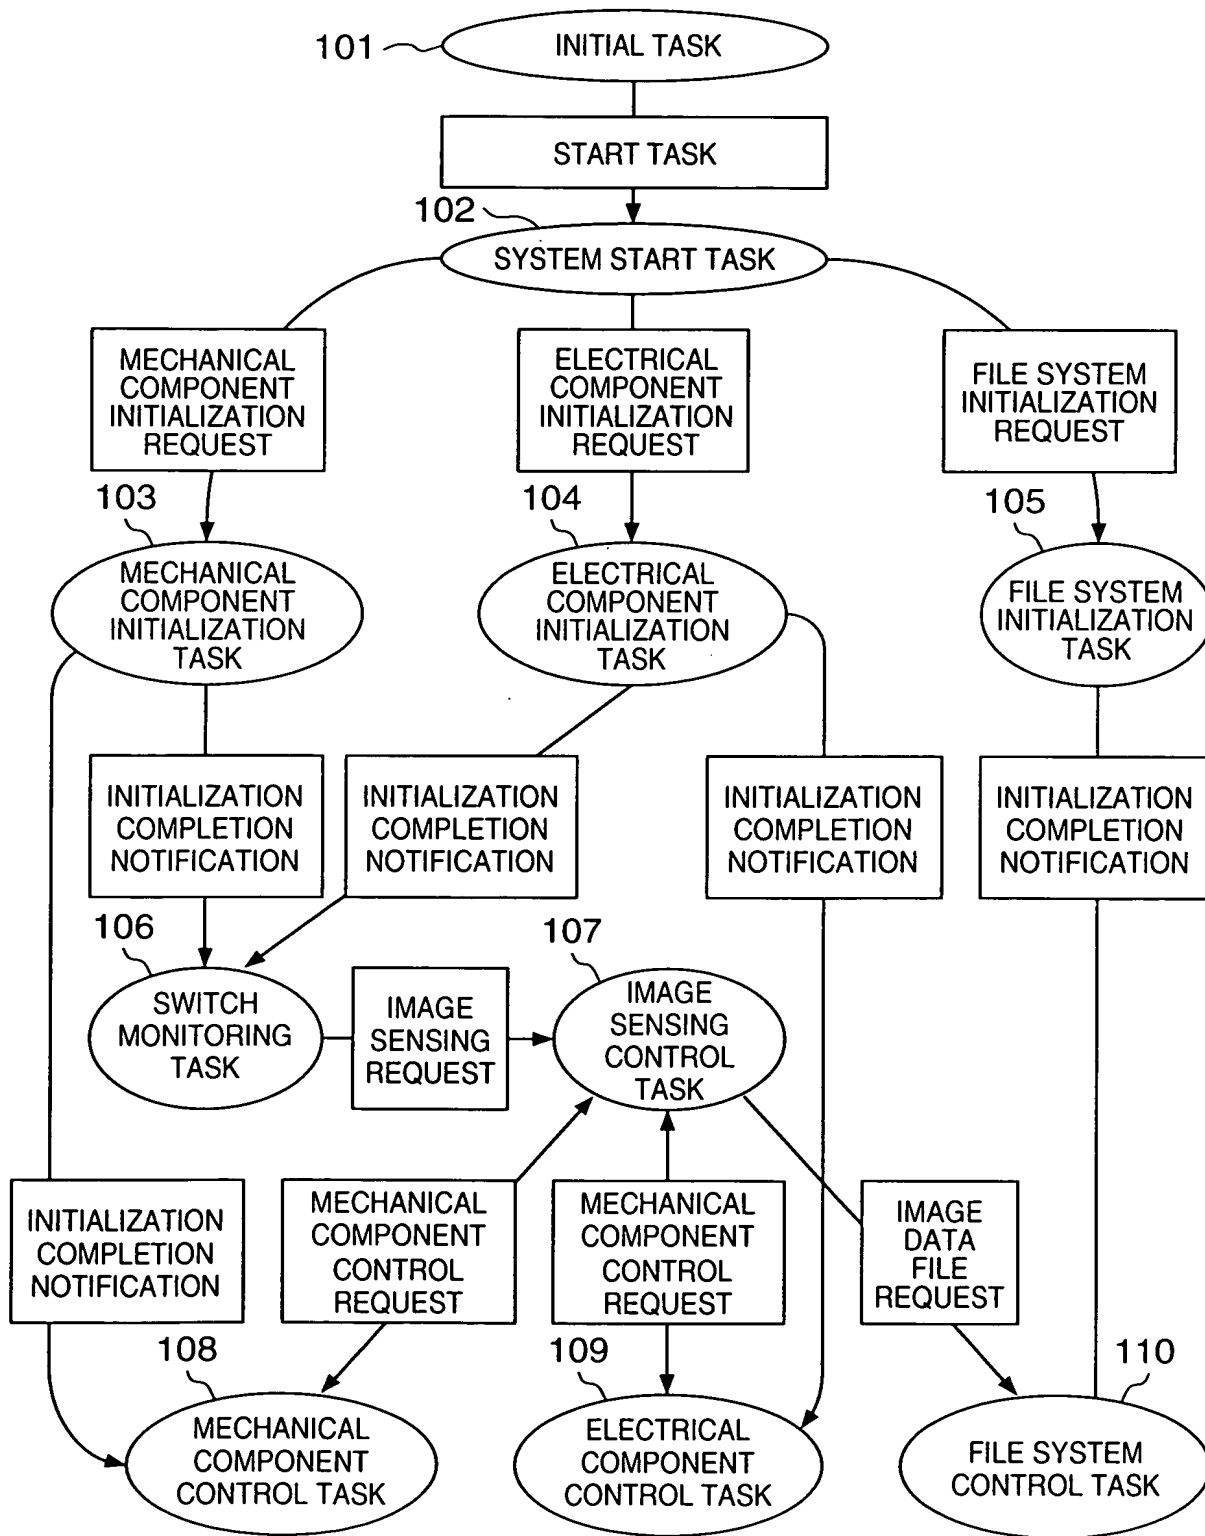 101
INITIAL TASK
START TASK
102
SYSTEM START TASK
MECHANICAL
COMPONENT
INITIALIZATION
REQUEST
ELECTRICAL
COMPONENT
INITIALIZATION
REQUEST
FILE SYSTEM
INITIALIZATION
REQUEST
103
MECHANICAL
COMPONENT
INITIALIZATION
TASK
104
ELECTRICAL
COMPONENT
INITIALIZATION
TASK
105
FILE SYSTEM
INITIALIZATION
TASK
INITIALIZATION
COMPLETION
NOTIFICATION
INITIALIZATION
COMPLETION
NOTIFICATION
INITIALIZATION
COMPLETION
NOTIFICATION
INITIALIZATION
COMPLETION
NOTIFICATION
106
SWITCH
MONITORING
TASK
IMAGE
SENSING
REQUEST
107
IMAGE
SENSING
CONTROL
TASK
INITIALIZATION
COMPLETION
NOTIFICATION
MECHANICAL
COMPONENT
CONTROL
REQUEST
MECHANICAL
COMPONENT
CONTROL
REQUEST
IMAGE
DATA
FILE
REQUEST
108
MECHANICAL
COMPONENT
CONTROL TASK
109
ELECTRICAL
COMPONENT
CONTROL TASK
110
FILE SYSTEM
CONTROL TASK